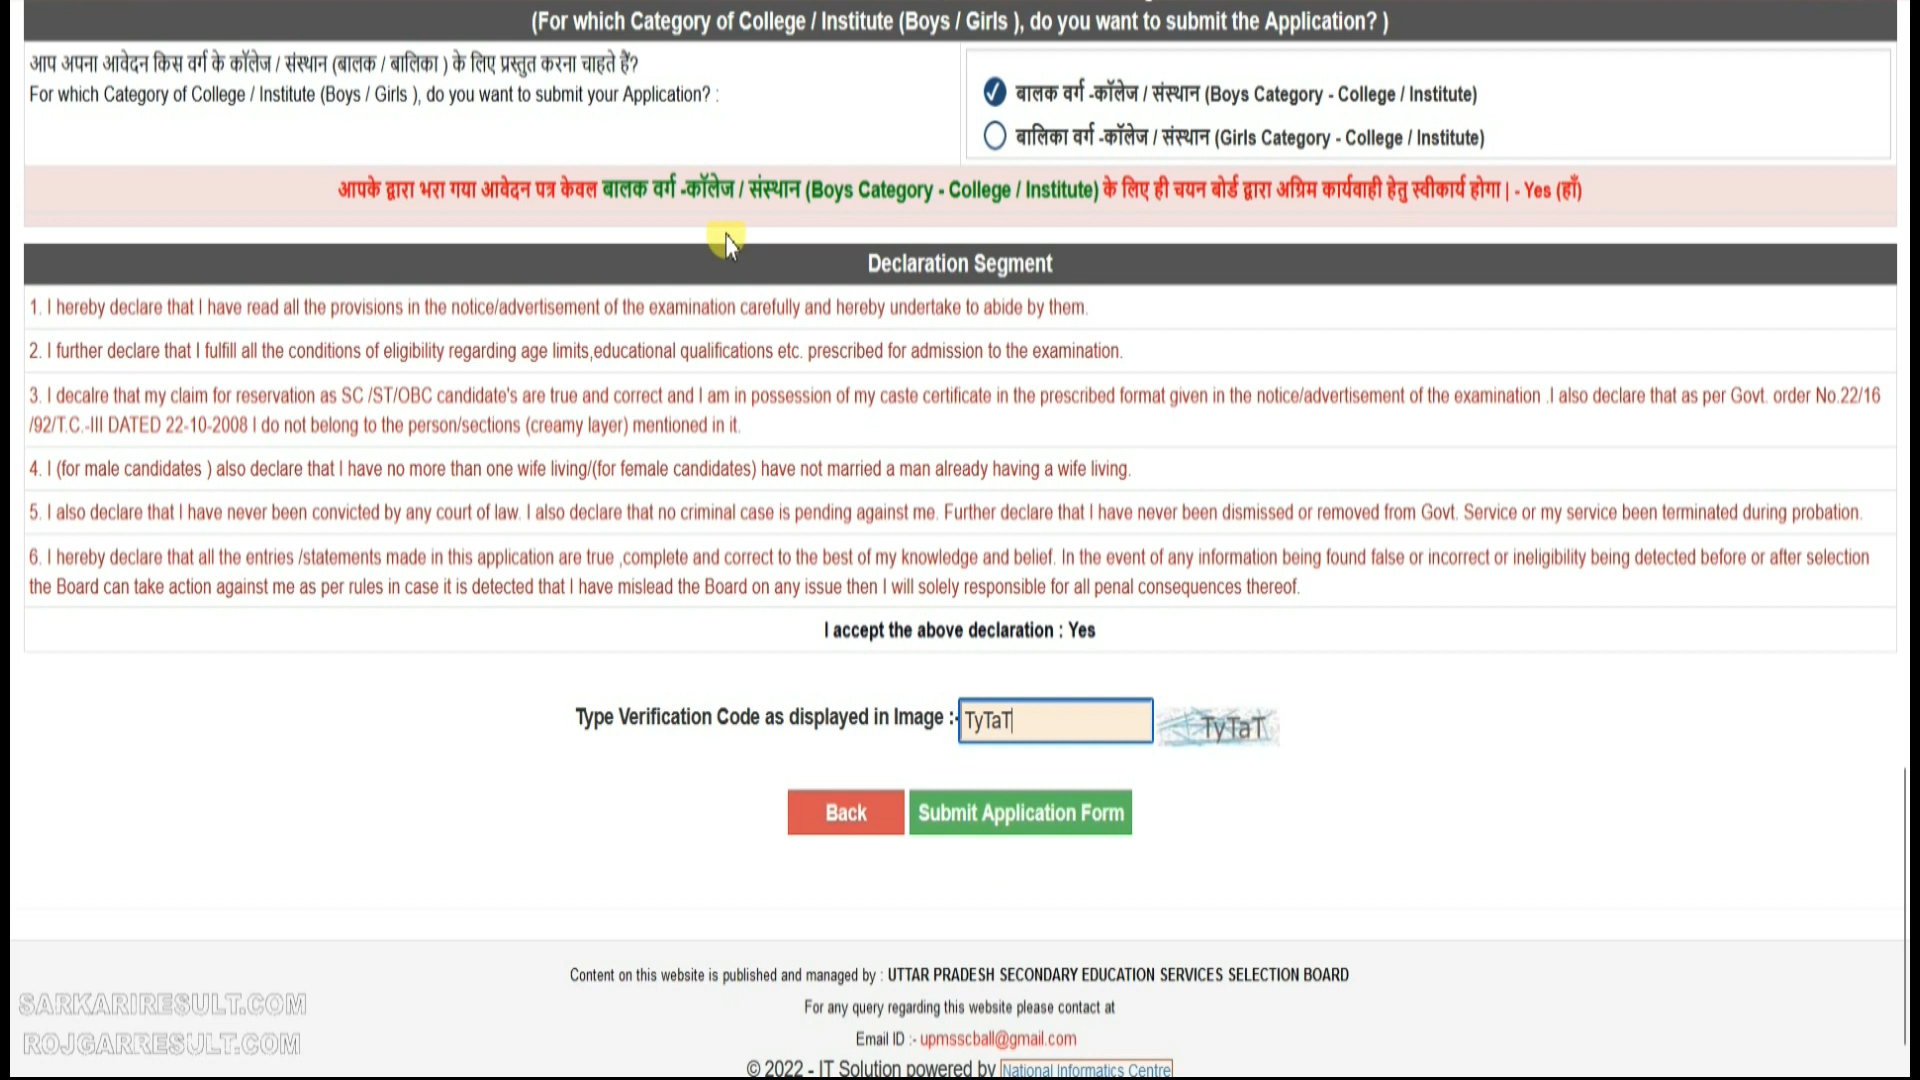 (For which Category of College / Institute (Boys / Girls ), do you want to submit the Application? )
आप अपना आवेदन किस वर्ग के कॉलेज / संस्थान (बालक / बालिका ) के लिए प्रस्तुत करना चाहते हैं?
For which Category of College / Institute (Boys / Girls ), do you want to submit your Application? :
बालक वर्ग -कॉलेज / संस्थान (Boys Category - College / Institute)
बालिका वर्ग -कॉलेज / संस्थान (Girls Category - College / Institute)
आपके द्वारा भरा गया आवेदन पत्र केवल बालक वर्ग -कॉलेज / संस्थान (Boys Category - College / Institute) के लिए ही चयन बोर्ड द्वारा अग्रिम कार्यवाही हेतु स्वीकार्य होगा | - Yes (हाँ)
Declaration Segment
1. I hereby declare that I have read all the provisions in the notice/advertisement of the examination carefully and hereby undertake to abide by them.
2. I further declare that I fulfill all the conditions of eligibility regarding age limits,educational qualifications etc. prescribed for admission to the examination.
3. I decalre that my claim for reservation as SC /ST/OBC candidate's are true and correct and I am in possession of my caste certificate in the prescribed format given in the notice/advertisement of the examination .I also declare that as per Govt. order No.22/16
/92/T.C.-III DATED 22-10-2008 I do not belong to the person/sections (creamy layer) mentioned in it.
4. I (for male candidates ) also declare that I have no more than one wife living/(for female candidates) have not married a man already having a wife living.
5. I also declare that I have never been convicted by any court of law. I also declare that no criminal case is pending against me. Further declare that I have never been dismissed or removed from Govt. Service or my service been terminated during probation.
6. I hereby declare that all the entries /statements made in this application are true ,complete and correct to the best of my knowledge and belief. In the event of any information being found false or incorrect or ineligibility being detected before or after selection
the Board can take action against me as per rules in case it is detected that I have mislead the Board on any issue then I will solely responsible for all penal consequences thereof.
I accept the above declaration : Yes
Type Verification Code as displayed in Image :- TyTaT TyTaT
Back Submit Application Form
Content on this website is published and managed by : UTTAR PRADESH SECONDARY EDUCATION SERVICES SELECTION BOARD
For any query regarding this website please contact at
Email ID :- upmsscball@gmail.com
© 2022 - IT Solution powered by National Informatics Centre
SARKARIRESULT.COM
ROJGARRESULT.COM